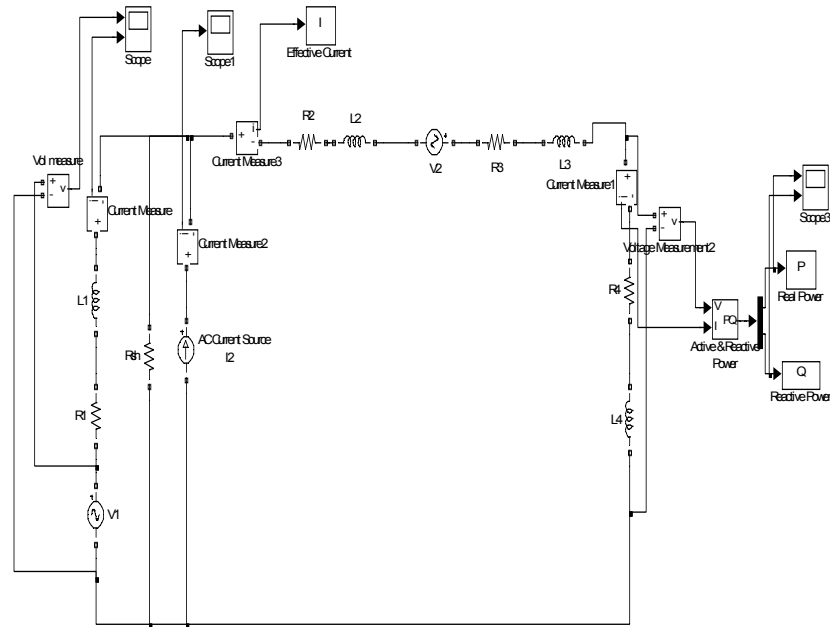 I
Scope
Scope1
Effective Current
R2
L2
V2
R3
L3
Current Measure3
Vol measure
+
-
v
Current Measure
Current Measure1
Scope3
Current Measure2
Voltage Measurement2
L1
R4
P
Real Power
V
I
PQ
Active & Reactive
Power
Rsh
AC Current Source
I2
Q
Reactive Power
R1
L4
V1